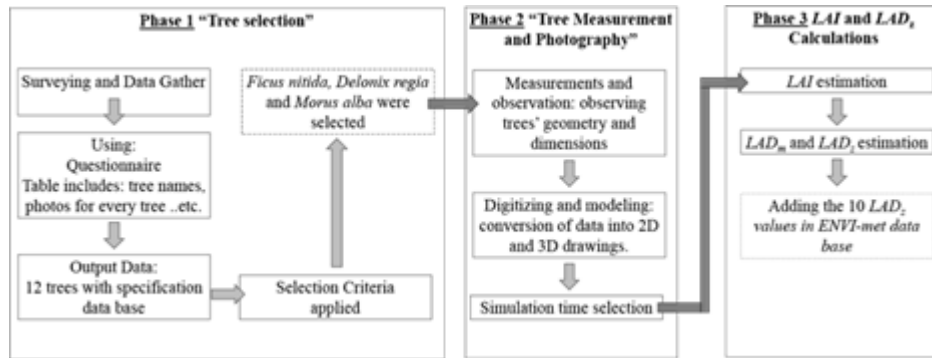 Phase 1 “Tree selection”
Surveying and Data Gather
Using:
Questionnaire
Table includes: tree names,
photos for every tree ..etc.
Output Data:
12 trees with specification
data base
Selection Criteria
applied
Ficus nitida, Delonix regia
and Morus alba were
selected
Phase 2 “Tree Measurement
and Photography”
Measurements and
observation: observing
trees’ geometry and
dimensions
Digitizing and modeling:
conversion of data into 2D
and 3D drawings.
Simulation time selection
Phase 3 LAI and LADz
Calculations
LAI estimation
LADm and LADz estimation
Adding the 10 LADz
values in ENVI-met data
base